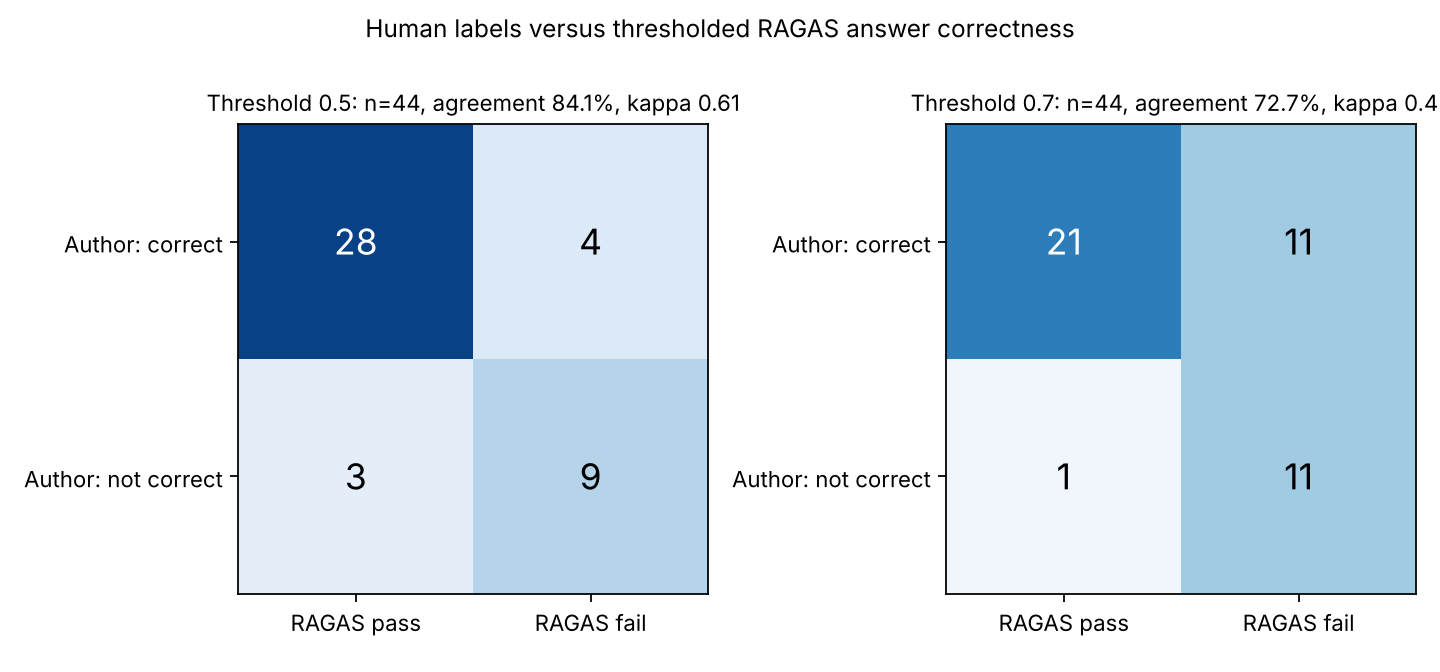 Human labels versus thresholded RAGAS answer correctness
Threshold 0.5: n=44, agreement 84.1%, kappa 0.61
Threshold 0.7: n=44, agreement 72.7%, kappa 0.4
Author: correct
28
4
Author: not correct
3
9
RAGAS pass
RAGAS fail
Author: correct
21
11
Author: not correct
1
11
RAGAS pass
RAGAS fail